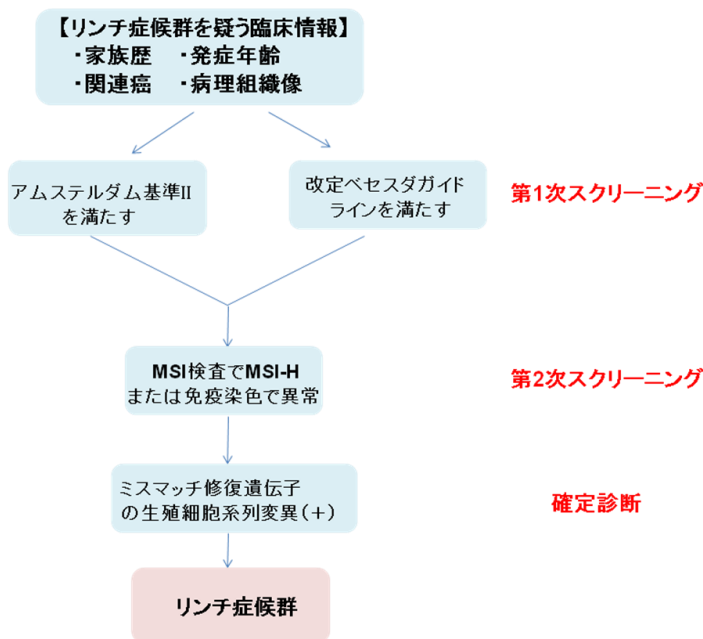 【リンチ症候群を疑う臨床情報】
・家族歴 ・発症年齢
・関連癌 ・病理組織像
アムステルダム基準II
を満たす
改定ベセスダガイド
ラインを満たす
第1次スクリーニング
MSI検査でMSI-H
または免疫染色で異常
第2次スクリーニング
ミスマッチ修復遺伝子
の生殖細胞系列変異(+)
確定診断
リンチ症候群